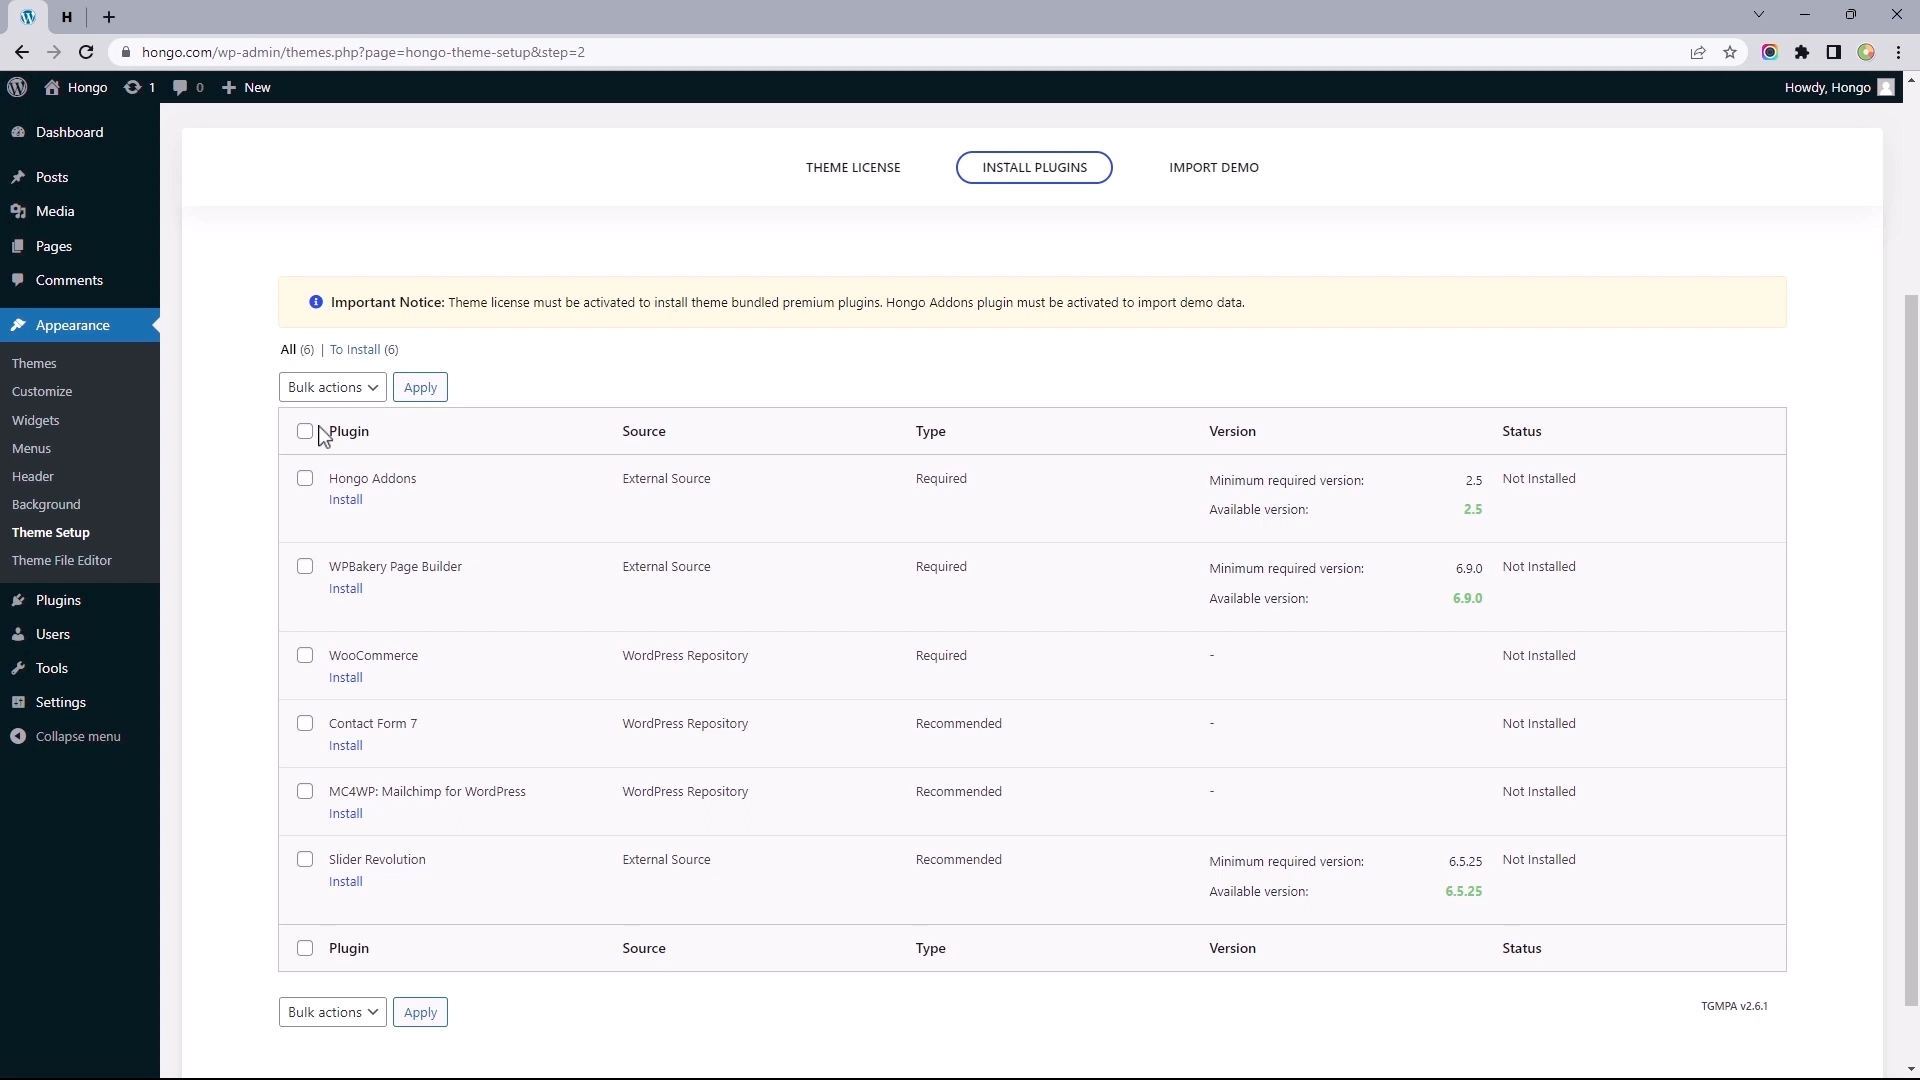 H
hongo.com/wp-admin/themes.php?page=hongo-theme-setup&step=2
Hongo 1 0 New Howdy, Hongo
Dashboard
Posts
Media
Pages
Comments
Appearance
Themes
Customize
Widgets
Menus
Header
Background
Theme Setup
Theme File Editor
Plugins
Users
Tools
Settings
Collapse menu
THEME LICENSE INSTALL PLUGINS IMPORT DEMO
Important Notice: Theme license must be activated to install theme bundled premium plugins. Hongo Addons plugin must be activated to import demo data.
All (6) | To Install (6)
Bulk actions Apply
Plugin Source Type Version Status
Hongo Addons External Source Required Minimum required version: 2.5 Not Installed
Install Available version: 2.5
WPBakery Page Builder External Source Required Minimum required version: 6.9.0 Not Installed
Install Available version: 6.9.0
WooCommerce WordPress Repository Required - Not Installed
Install
Contact Form 7 WordPress Repository Recommended - Not Installed
Install
MC4WP: Mailchimp for WordPress WordPress Repository Recommended - Not Installed
Install
Slider Revolution External Source Recommended Minimum required version: 6.5.25 Not Installed
Install Available version: 6.5.25
Plugin Source Type Version Status
Bulk actions Apply TGMPA v2.6.1